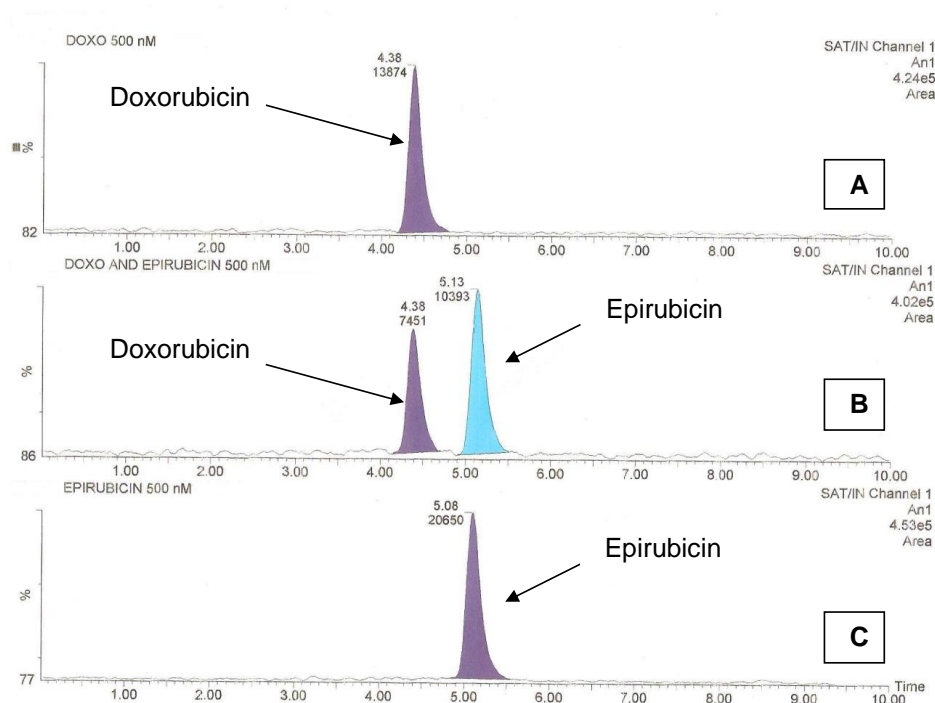 DOXO 500 nM
SAT/IN Channel 1
An1
4.24e5
Area
4.38
13874
Doxorubicin
%
A
82
1.00 2.00 3.00 4.00 5.00 6.00 7.00 8.00 9.00 10.00
DOXO AND EPIRUBICIN 500 nM
SAT/IN Channel 1
An1
4.02e5
Area
5.13
10393
4.38
7451
Epirubicin
Doxorubicin
%
B
86
1.00 2.00 3.00 4.00 5.00 6.00 7.00 8.00 9.00 10.00
EPIRUBICIN 500 nM
SAT/IN Channel 1
An1
4.53e5
Area
5.08
20650
Epirubicin
%
C
77
Time
1.00 2.00 3.00 4.00 5.00 6.00 7.00 8.00 9.00 10.00